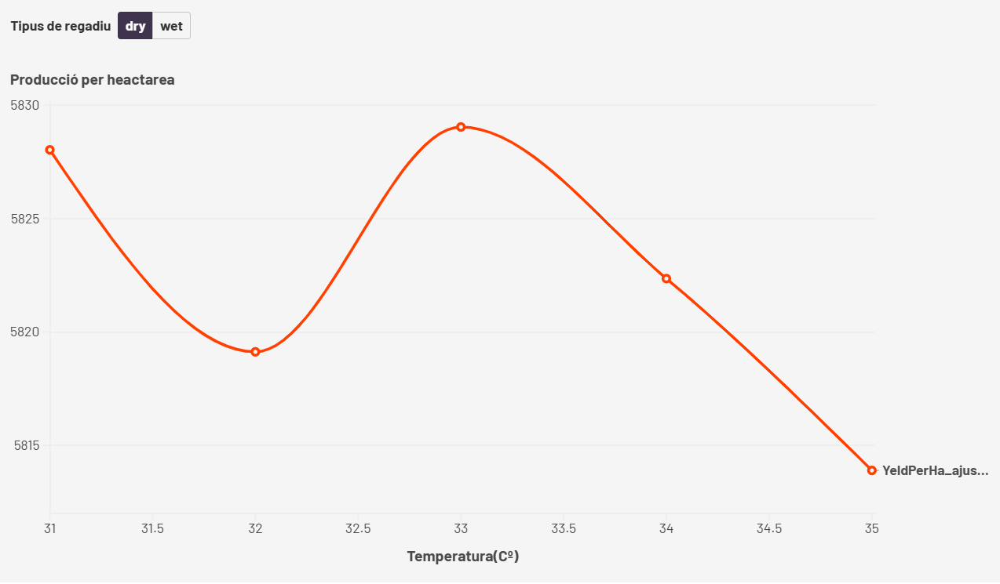 Tipus de regadiu dry wet
Producció per heactarea
5830
5825
5820
5815
YeldPerHa_ajus...
31 31.5 32 32.5 33 33.5 34 34.5 35
Temperatura(Cº)